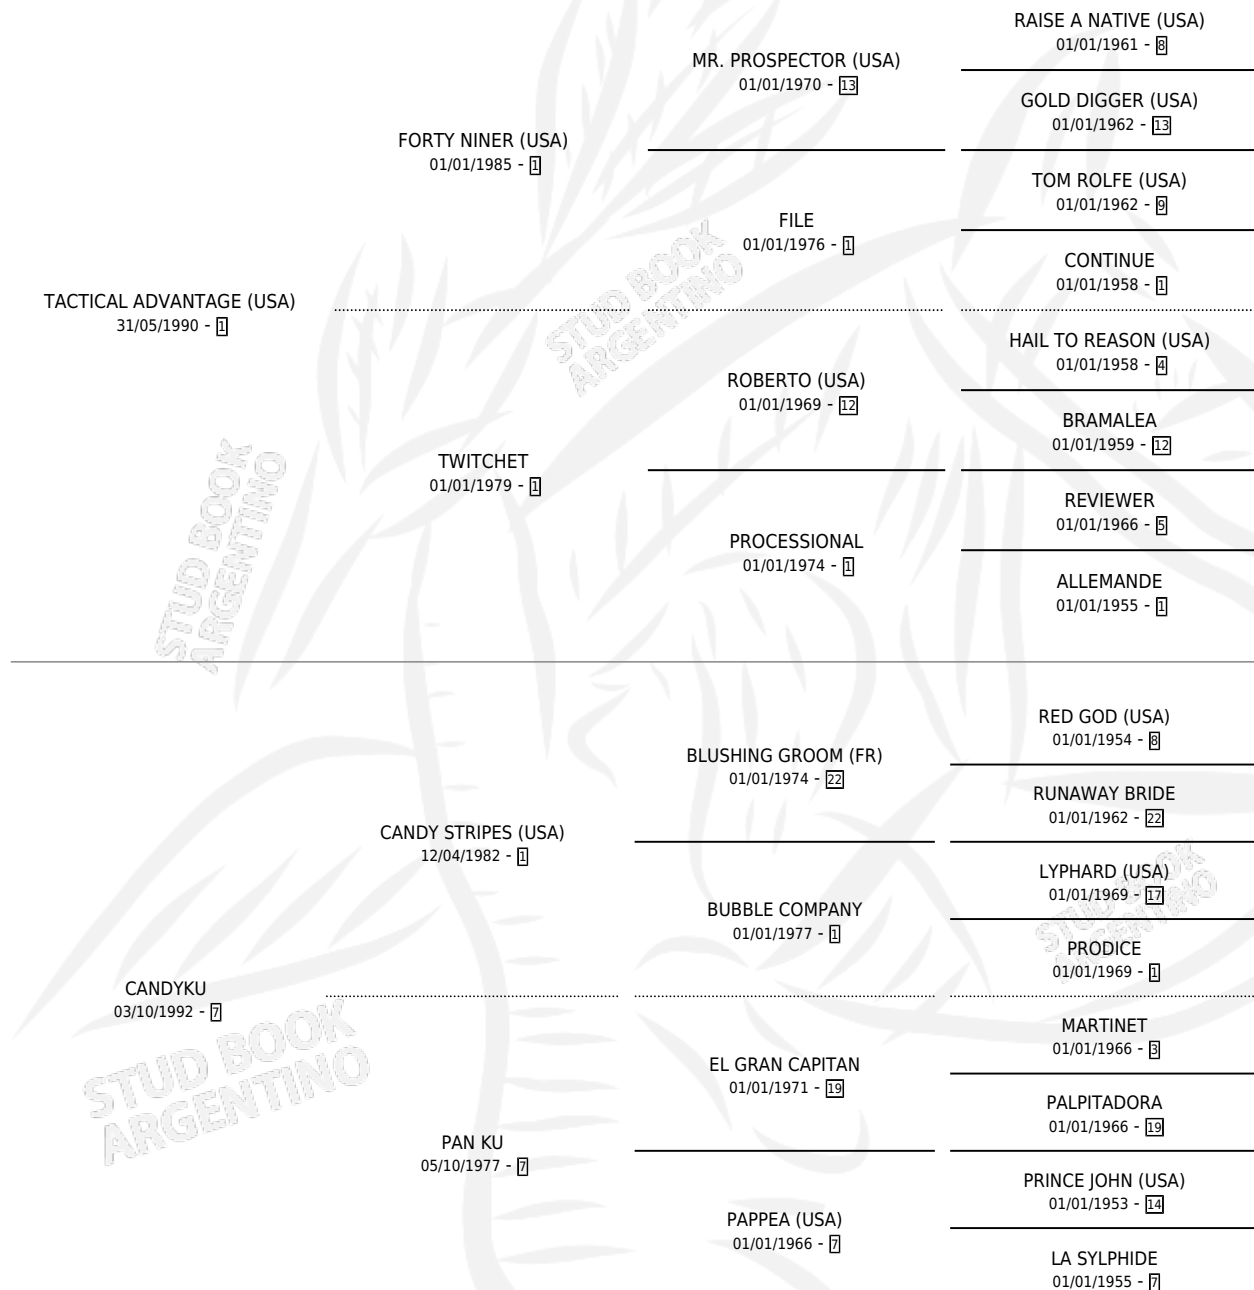 RAISE A NATIVE (USA)
01/01/1961 - 8
MR. PROSPECTOR (USA)
01/01/1970 - 13
GOLD DIGGER (USA)
01/01/1962 - 13
FORTY NINER (USA)
01/01/1985 - 1
TOM ROLFE (USA)
01/01/1962 - 9
FILE
01/01/1976 - 1
CONTINUE
01/01/1958 - 1
TACTICAL ADVANTAGE (USA)
31/05/1990 - 1
HAIL TO REASON (USA)
01/01/1958 - 4
ROBERTO (USA)
01/01/1969 - 12
BRAMALEA
01/01/1959 - 12
TWITCHET
01/01/1979 - 1
REVIEWER
01/01/1966 - 5
PROCESSIONAL
01/01/1974 - 1
ALLEMANDE
01/01/1955 - 1
STUD BOOK
ARGENTINO
STUD BOOK
ARGENTINO
RED GOD (USA)
01/01/1954 - 8
BLUSHING GROOM (FR)
01/01/1974 - 22
RUNAWAY BRIDE
01/01/1962 - 22
CANDY STRIPES (USA)
12/04/1982 - 1
LYPHARD (USA)
01/01/1969 - 17
BUBBLE COMPANY
01/01/1977 - 1
PRODICE
01/01/1969 - 1
CANDYKU
03/10/1992 - 7
MARTINET
01/01/1966 - 3
EL GRAN CAPITAN
01/01/1971 - 19
PALPITADORA
01/01/1966 - 19
PAN KU
05/10/1977 - 7
PRINCE JOHN (USA)
01/01/1953 - 14
PAPPEA (USA)
01/01/1966 - 7
LA SYLPHIDE
01/01/1955 - 7
STUD BOOK
ARGENTINO
STUD BOOK
ARGENTINO